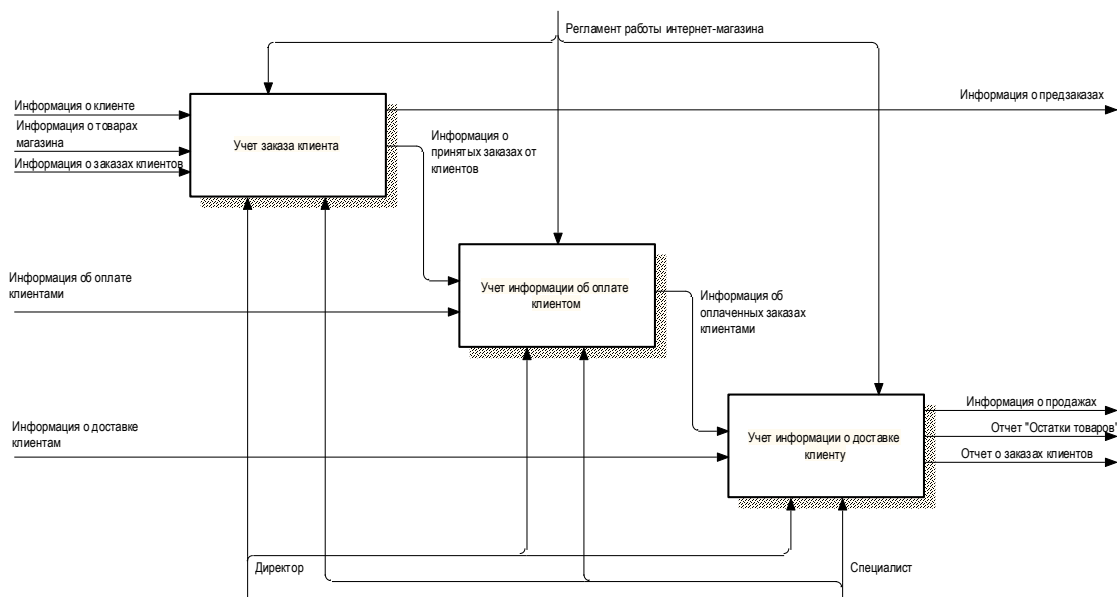 Регламент работы интернет-магазина
Информация о клиенте
Информация о товарах
магазина
Информация о заказах клиентов
Учет заказа клиента
Информация о предзаказах
Информация о
принятых заказах от
клиентов
Информация об оплате
клиентами
Учет информации об оплате
клиентом
Информация об
оплаченных заказах
клиентами
Информация о доставке
клиентам
Учет информации о доставке
клиенту
Информация о продажах
Отчет "Остатки товаров"
Отчет о заказах клиентов
Директор
Специалист